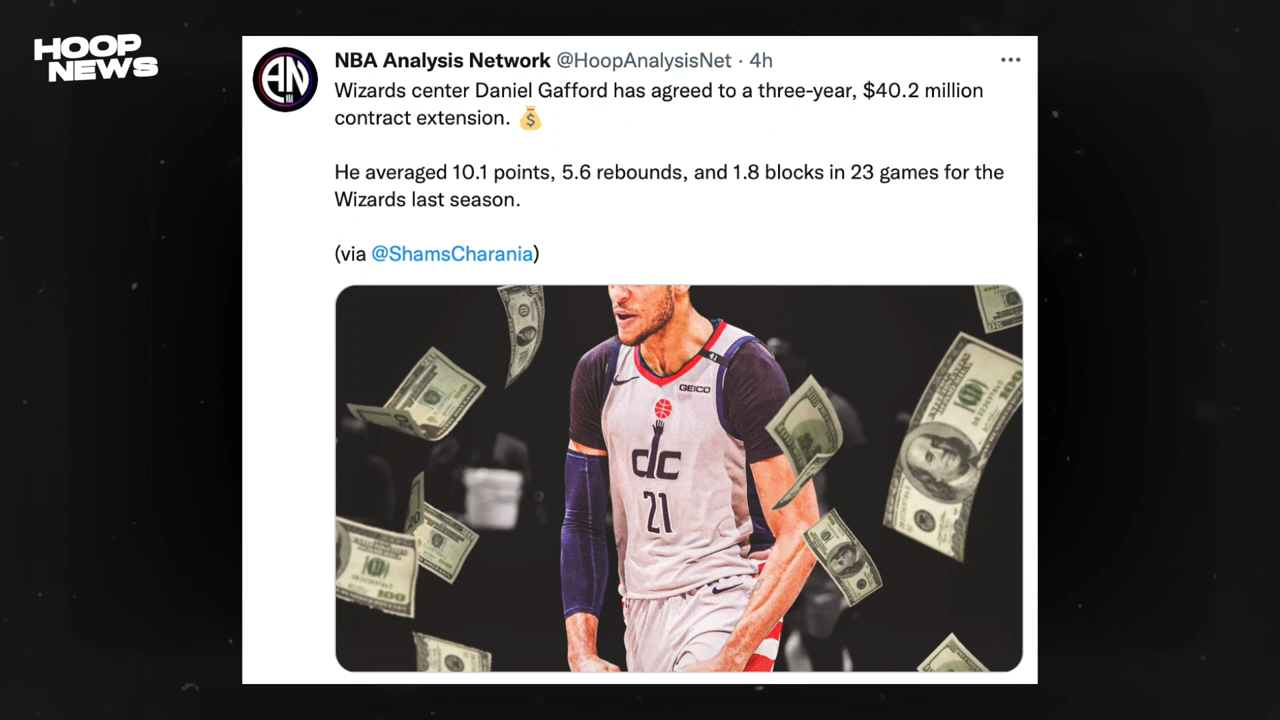 HOOP
NEWS
NBA Analysis Network @HoopAnalysisNet · 4h
Wizards center Daniel Gafford has agreed to a three-year, $40.2 million
contract extension. 💰
He averaged 10.1 points, 5.6 rebounds, and 1.8 blocks in 23 games for the
Wizards last season.
(via @ShamsCharania)
GEICO
dc
21
100
100